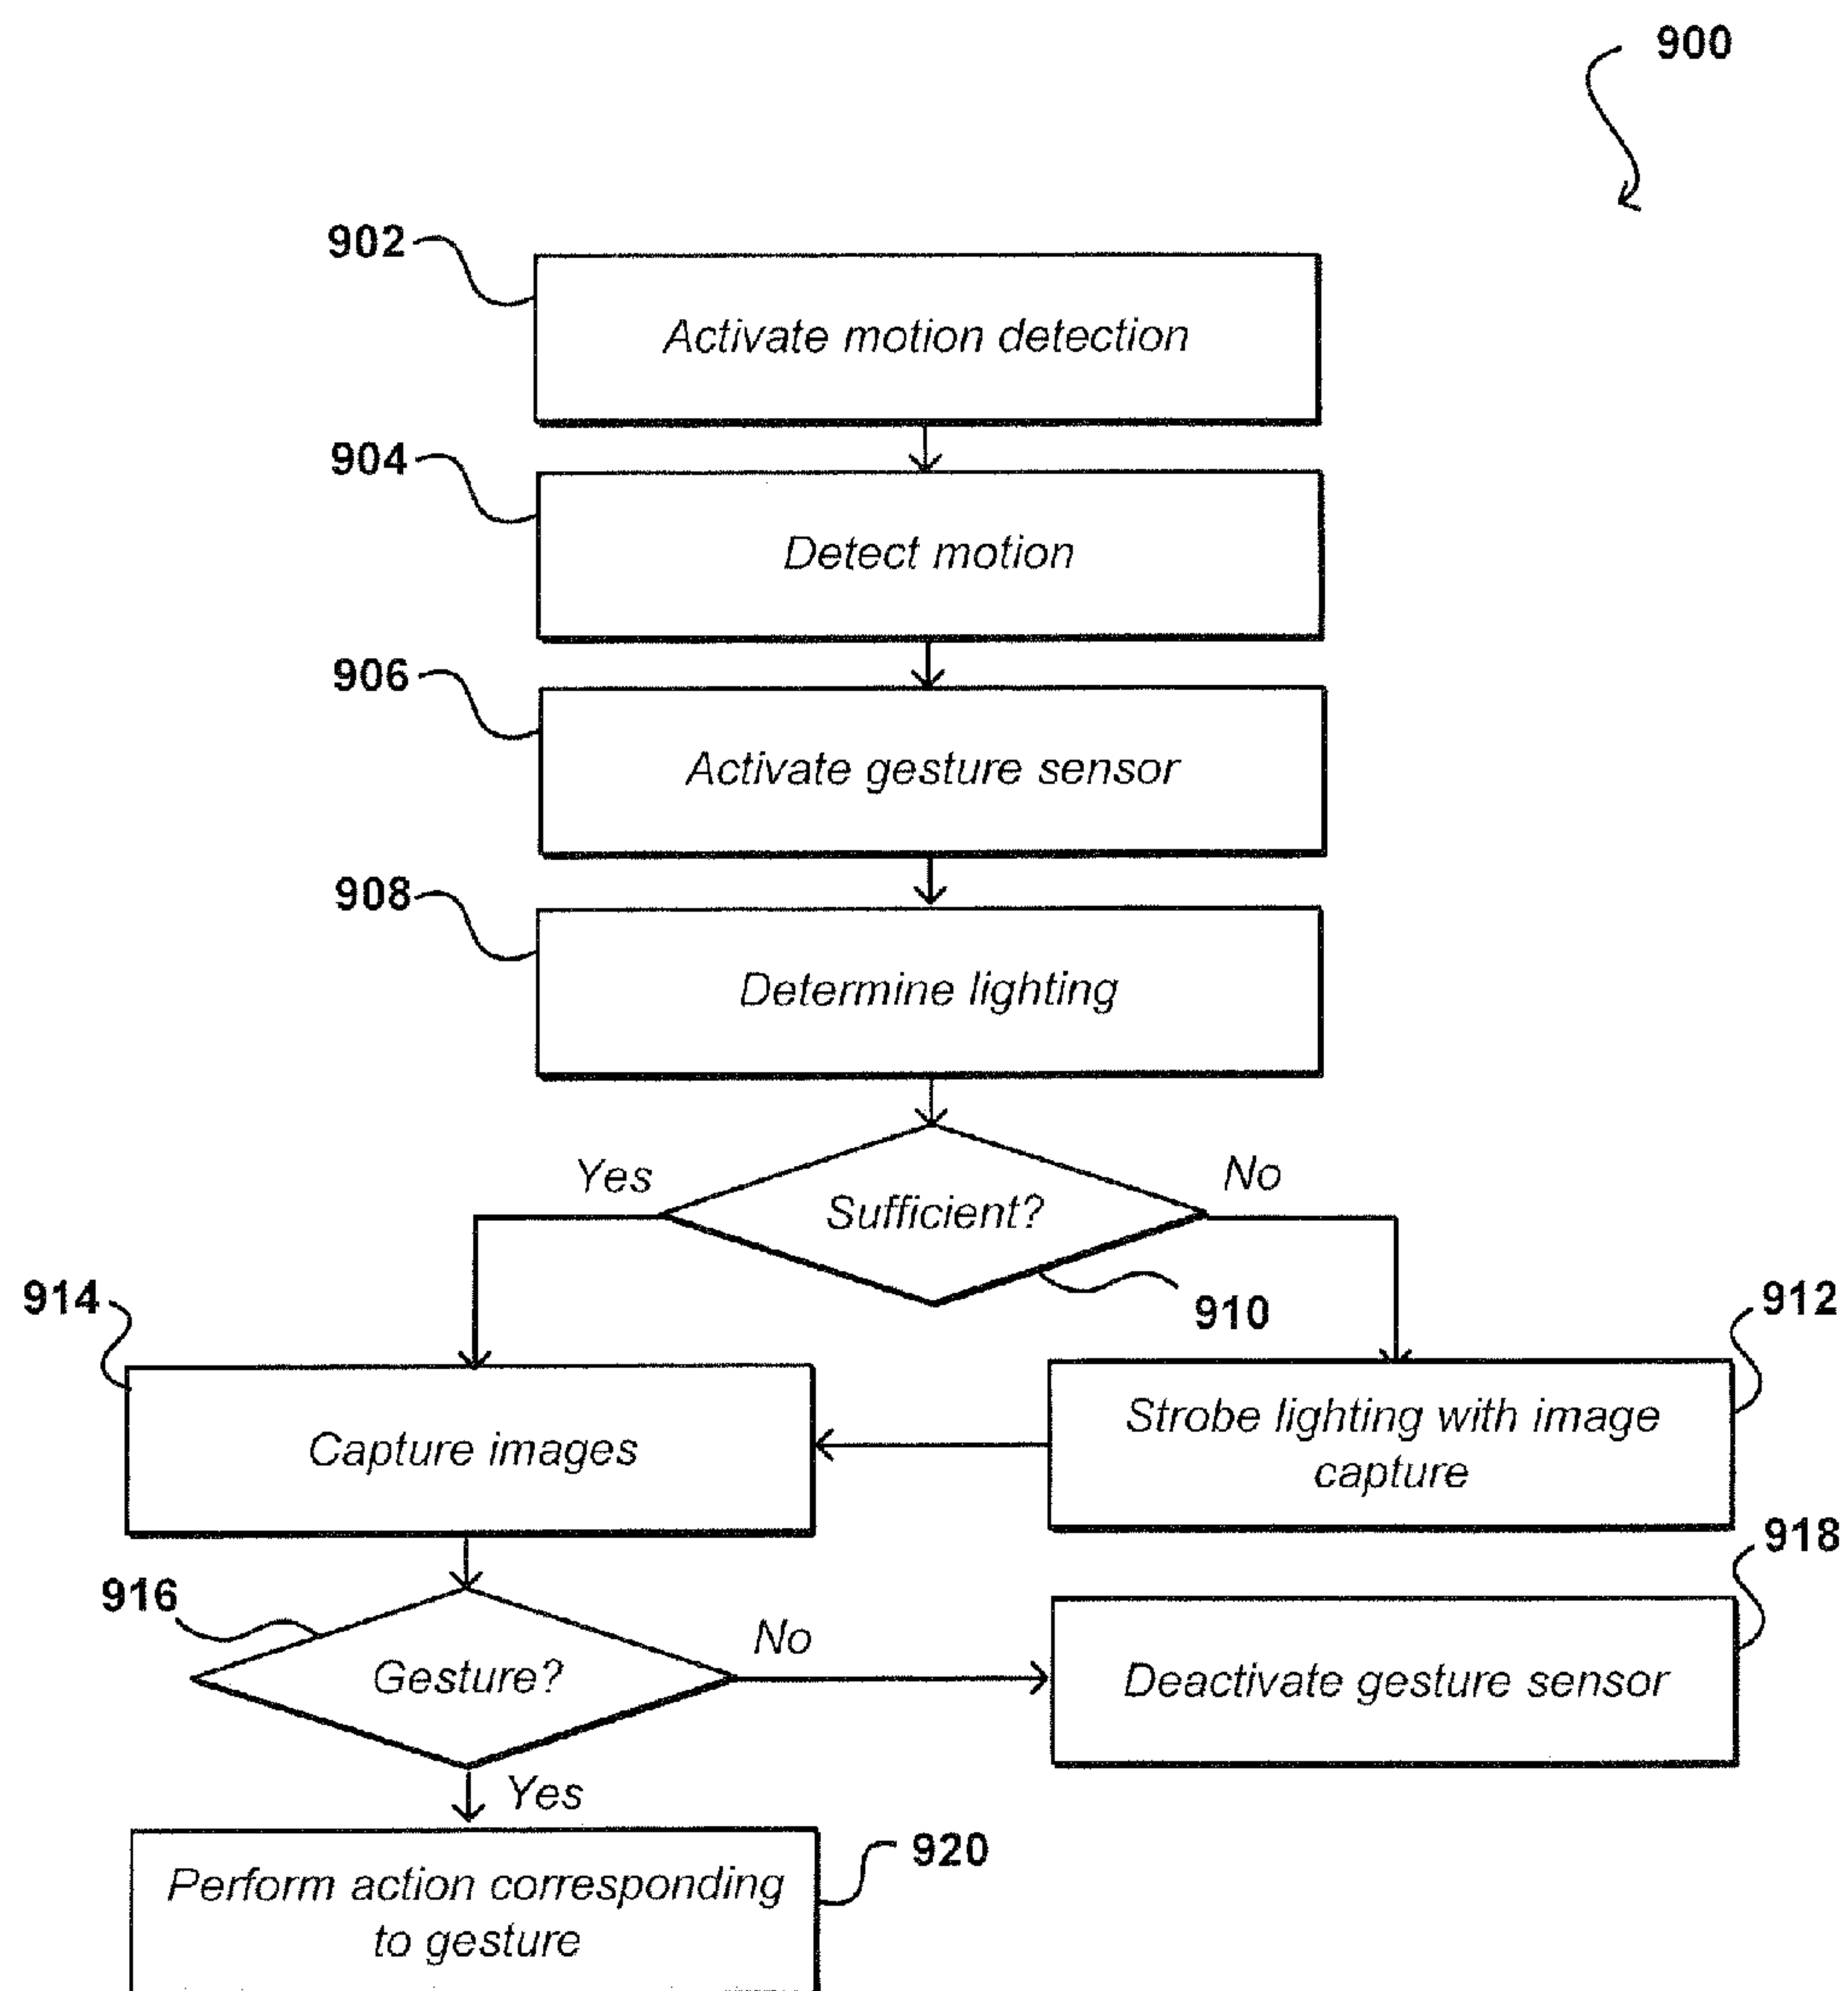 900
902
Activate motion detection
904
Detect motion
906
Activate gesture sensor
908
Determine lighting
Yes
No
Sufficient?
910
914
912
Capture images
Strobe lighting with image
capture
918
916
No
Gesture?
Deactivate gesture sensor
Yes
920
Perform action corresponding
to gesture